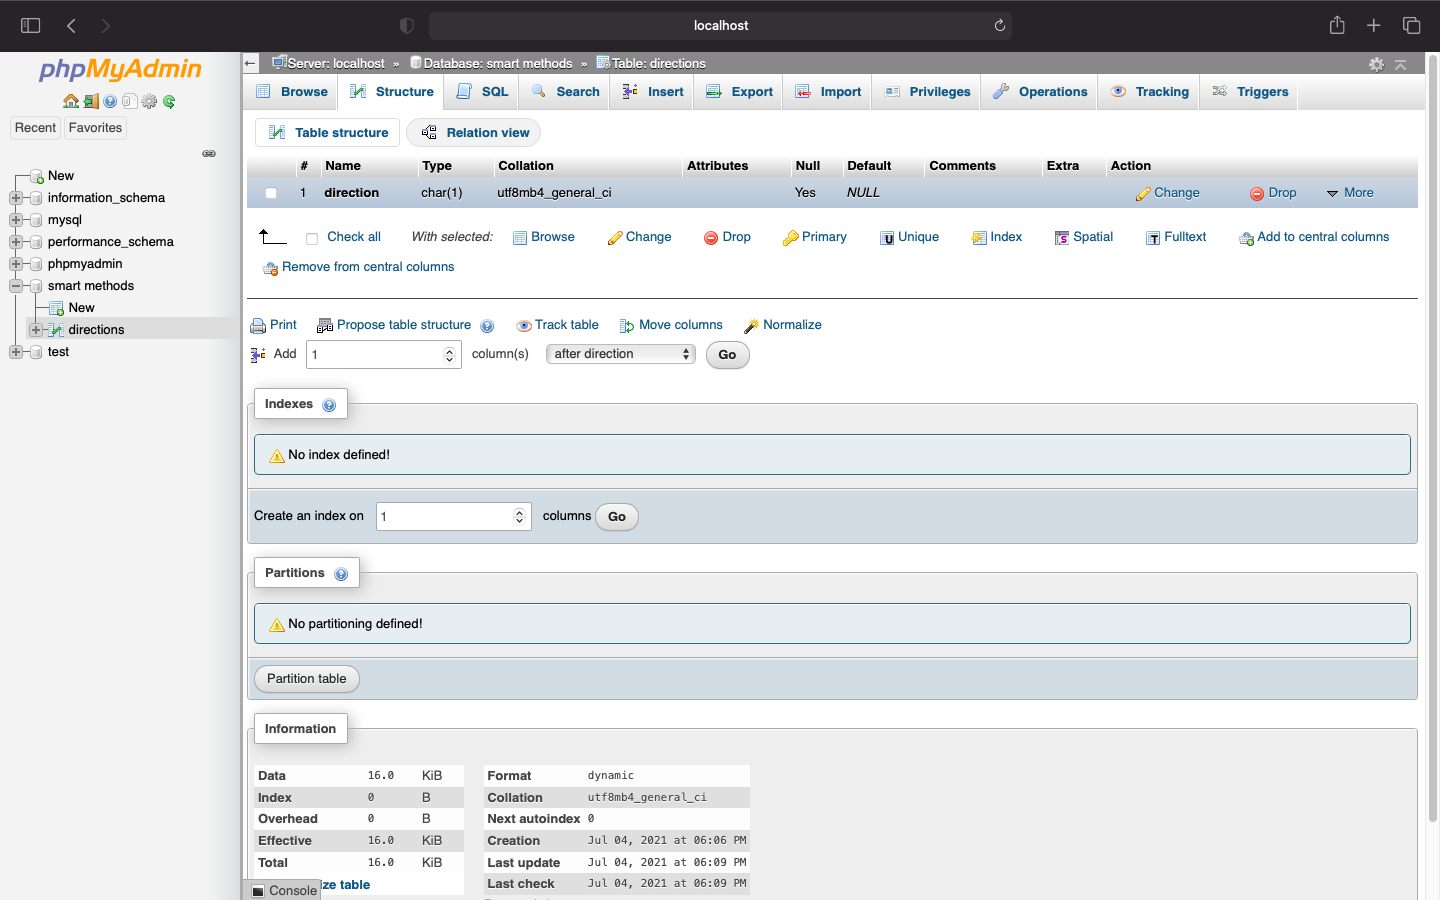 localhost
phpMyAdmin
Recent Favorites
New
information_schema
mysql
performance_schema
phpmyadmin
smart methods
New
directions
test
Server: localhost » Database: smart methods » Table: directions
Browse Structure SQL Search Insert Export Import Privileges Operations Tracking Triggers
Table structure Relation view
# Name Type Collation Attributes Null Default Comments Extra Action
1 direction char(1) utf8mb4_general_ci Yes NULL Change Drop More
Check all With selected: Browse Change Drop Primary Unique Index Spatial Fulltext Add to central columns
Remove from central columns
Print Propose table structure Track table Move columns Normalize
Add 1 column(s) after direction Go
Indexes
No index defined!
Create an index on 1 columns Go
Partitions
No partitioning defined!
Partition table
Information
Data 16.0 KiB
Index 0 B
Overhead 0 B
Effective 16.0 KiB
Total 16.0 KiB
ze table
Format dynamic
Collation utf8mb4_general_ci
Next autoindex 0
Creation Jul 04, 2021 at 06:06 PM
Last update Jul 04, 2021 at 06:09 PM
Last check Jul 04, 2021 at 06:09 PM
Console